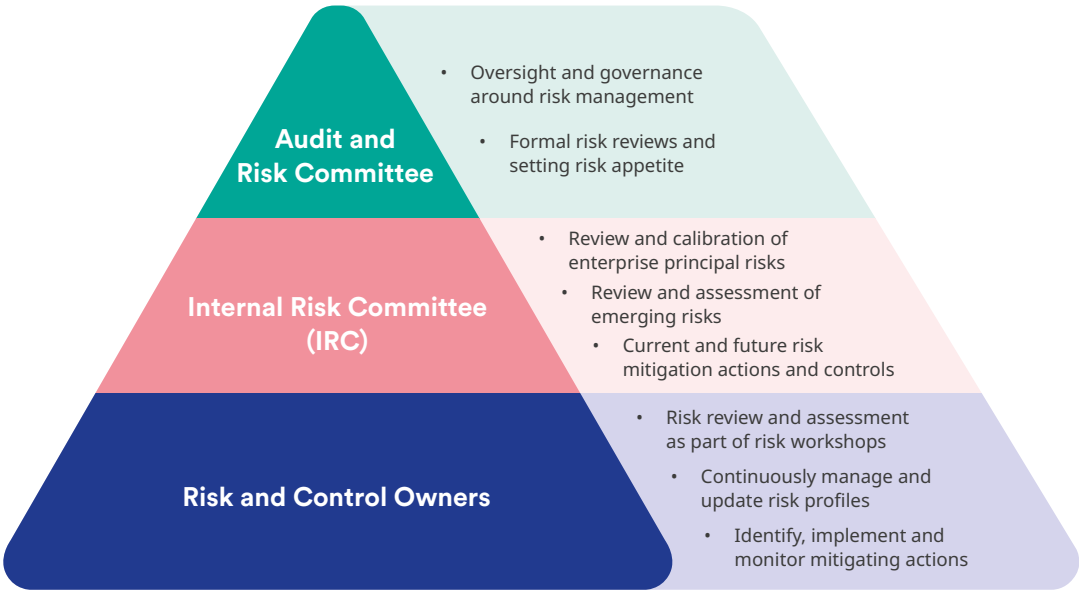 Audit and
Risk Committee
• Oversight and governance
around risk management
• Formal risk reviews and
setting risk appetite
Internal Risk Committee
(IRC)
• Review and calibration of
enterprise principal risks
• Review and assessment of
emerging risks
• Current and future risk
mitigation actions and controls
Risk and Control Owners
• Risk review and assessment
as part of risk workshops
• Continuously manage and
update risk profiles
• Identify, implement and
monitor mitigating actions